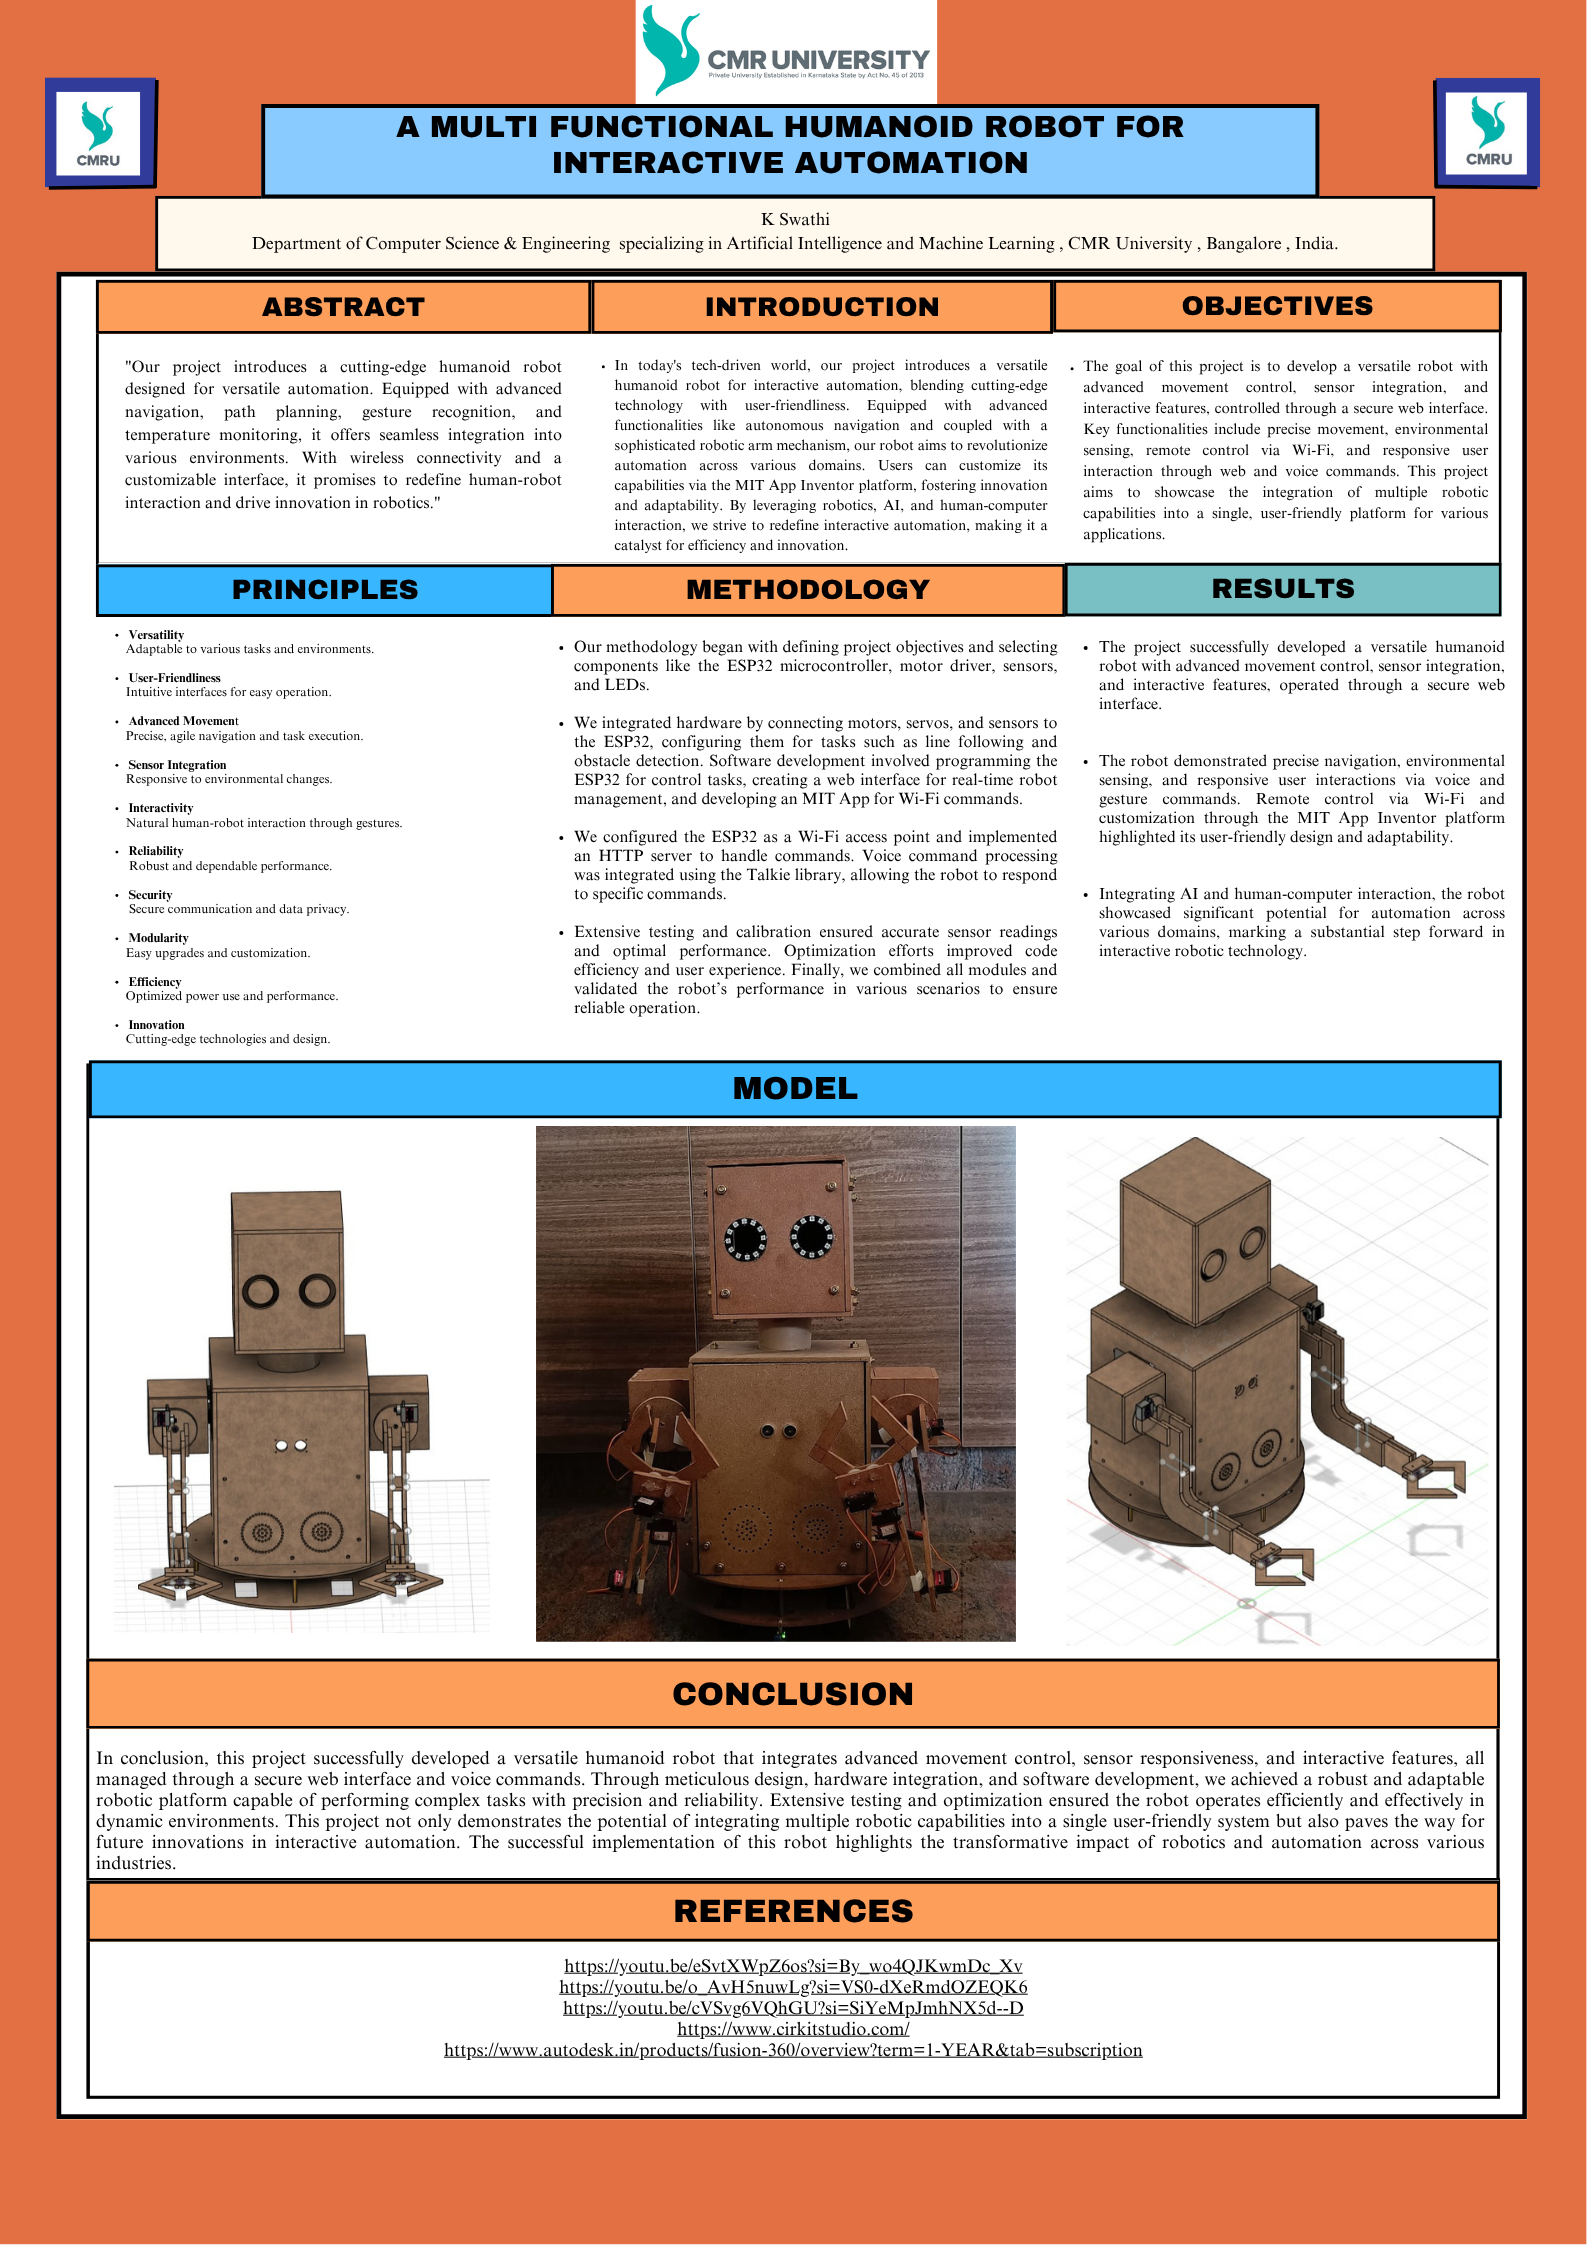 CMR UNIVERSITY
Private University Established in Karnataka State by Act No. 45 of 2013
CMRU
CMRU
A MULTI FUNCTIONAL HUMANOID ROBOT FOR
INTERACTIVE AUTOMATION
K Swathi
Department of Computer Science & Engineering specializing in Artificial Intelligence and Machine Learning , CMR University , Bangalore , India.
ABSTRACT
"Our project introduces a cutting-edge humanoid robot
designed for versatile automation. Equipped with advanced
navigation, path planning, gesture recognition, and
temperature monitoring, it offers seamless integration into
various environments. With wireless connectivity and a
customizable interface, it promises to redefine human-robot
interaction and drive innovation in robotics."
INTRODUCTION
• In today's tech-driven world, our project introduces a versatile
humanoid robot for interactive automation, blending cutting-edge
technology with user-friendliness. Equipped with advanced
functionalities like autonomous navigation and coupled with a
sophisticated robotic arm mechanism, our robot aims to revolutionize
automation across various domains. Users can customize its
capabilities via the MIT App Inventor platform, fostering innovation
and adaptability. By leveraging robotics, AI, and human-computer
interaction, we strive to redefine interactive automation, making it a
catalyst for efficiency and innovation.
OBJECTIVES
• The goal of this project is to develop a versatile robot with
advanced movement control, sensor integration, and
interactive features, controlled through a secure web interface.
Key functionalities include precise movement, environmental
sensing, remote control via Wi-Fi, and responsive user
interaction through web and voice commands. This project
aims to showcase the integration of multiple robotic
capabilities into a single, user-friendly platform for various
applications.
PRINCIPLES
• Versatility
Adaptable to various tasks and environments.
• User-Friendliness
Intuitive interfaces for easy operation.
• Advanced Movement
Precise, agile navigation and task execution.
• Sensor Integration
Responsive to environmental changes.
• Interactivity
Natural human-robot interaction through gestures.
• Reliability
Robust and dependable performance.
• Security
Secure communication and data privacy.
• Modularity
Easy upgrades and customization.
• Efficiency
Optimized power use and performance.
• Innovation
Cutting-edge technologies and design.
METHODOLOGY
• Our methodology began with defining project objectives and selecting
components like the ESP32 microcontroller, motor driver, sensors,
and LEDs.
• We integrated hardware by connecting motors, servos, and sensors to
the ESP32, configuring them for tasks such as line following and
obstacle detection. Software development involved programming the
ESP32 for control tasks, creating a web interface for real-time robot
management, and developing an MIT App for Wi-Fi commands.
• We configured the ESP32 as a Wi-Fi access point and implemented
an HTTP server to handle commands. Voice command processing
was integrated using the Talkie library, allowing the robot to respond
to specific commands.
• Extensive testing and calibration ensured accurate sensor readings
and optimal performance. Optimization efforts improved code
efficiency and user experience. Finally, we combined all modules and
validated the robot’s performance in various scenarios to ensure
reliable operation.
RESULTS
• The project successfully developed a versatile humanoid
robot with advanced movement control, sensor integration,
and interactive features, operated through a secure web
interface.
• The robot demonstrated precise navigation, environmental
sensing, and responsive user interactions via voice and
gesture commands. Remote control via Wi-Fi and
customization through the MIT App Inventor platform
highlighted its user-friendly design and adaptability.
• Integrating AI and human-computer interaction, the robot
showcased significant potential for automation across
various domains, marking a substantial step forward in
interactive robotic technology.
MODEL
CONCLUSION
In conclusion, this project successfully developed a versatile humanoid robot that integrates advanced movement control, sensor responsiveness, and interactive features, all
managed through a secure web interface and voice commands. Through meticulous design, hardware integration, and software development, we achieved a robust and adaptable
robotic platform capable of performing complex tasks with precision and reliability. Extensive testing and optimization ensured the robot operates efficiently and effectively in
dynamic environments. This project not only demonstrates the potential of integrating multiple robotic capabilities into a single user-friendly system but also paves the way for
future innovations in interactive automation. The successful implementation of this robot highlights the transformative impact of robotics and automation across various
industries.
REFERENCES
https://youtu.be/eSvtXWpZ6os?si=By_wo4QJKwmDc_Xv
https://youtu.be/o_AvH5nuwLg?si=VS0-dXeRmdOZEQK6
https://youtu.be/cVSvg6VQhGU?si=SiYeMpJmhNX5d--D
https://www.cirkitstudio.com/
https://www.autodesk.in/products/fusion-360/overview?term=1-YEAR&tab=subscription